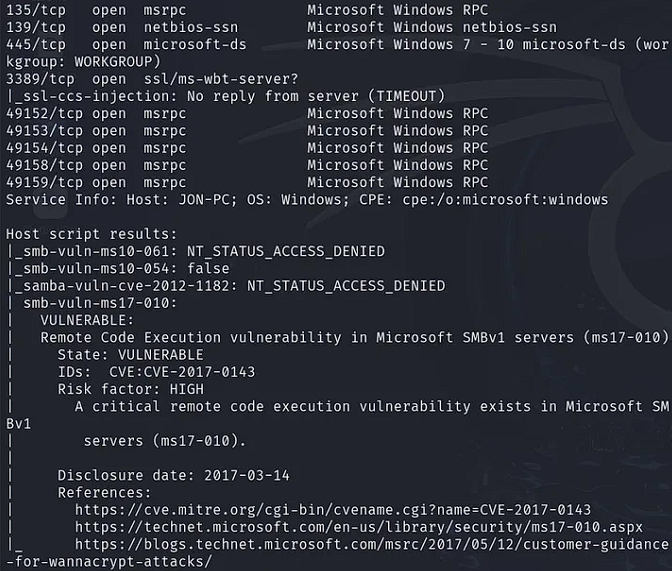 135/tcp   open  msrpc              Microsoft Windows RPC
139/tcp   open  netbios-ssn        Microsoft Windows netbios-ssn
445/tcp   open  microsoft-ds       Microsoft Windows 7 - 10 microsoft-ds (wor
kgroup: WORKGROUP)
3389/tcp  open  ssl/ms-wbt-server?
|_ssl-ccs-injection: No reply from server (TIMEOUT)
49152/tcp open  msrpc              Microsoft Windows RPC
49153/tcp open  msrpc              Microsoft Windows RPC
49154/tcp open  msrpc              Microsoft Windows RPC
49158/tcp open  msrpc              Microsoft Windows RPC
49159/tcp open  msrpc              Microsoft Windows RPC
Service Info: Host: JON-PC; OS: Windows; CPE: cpe:/o:microsoft:windows

Host script results:
|_smb-vuln-ms10-061: NT_STATUS_ACCESS_DENIED
|_smb-vuln-ms10-054: false
|_samba-vuln-cve-2012-1182: NT_STATUS_ACCESS_DENIED
| smb-vuln-ms17-010:
|   VULNERABLE:
|   Remote Code Execution vulnerability in Microsoft SMBv1 servers (ms17-010)
|     State: VULNERABLE
|     IDs:  CVE:CVE-2017-0143
|     Risk factor: HIGH
|       A critical remote code execution vulnerability exists in Microsoft SM
Bv1
|        servers (ms17-010).
|
|     Disclosure date: 2017-03-14
|     References:
|       https://cve.mitre.org/cgi-bin/cvename.cgi?name=CVE-2017-0143
|       https://technet.microsoft.com/en-us/library/security/ms17-010.aspx
|_      https://blogs.technet.microsoft.com/msrc/2017/05/12/customer-guidance
-for-wannacrypt-attacks/